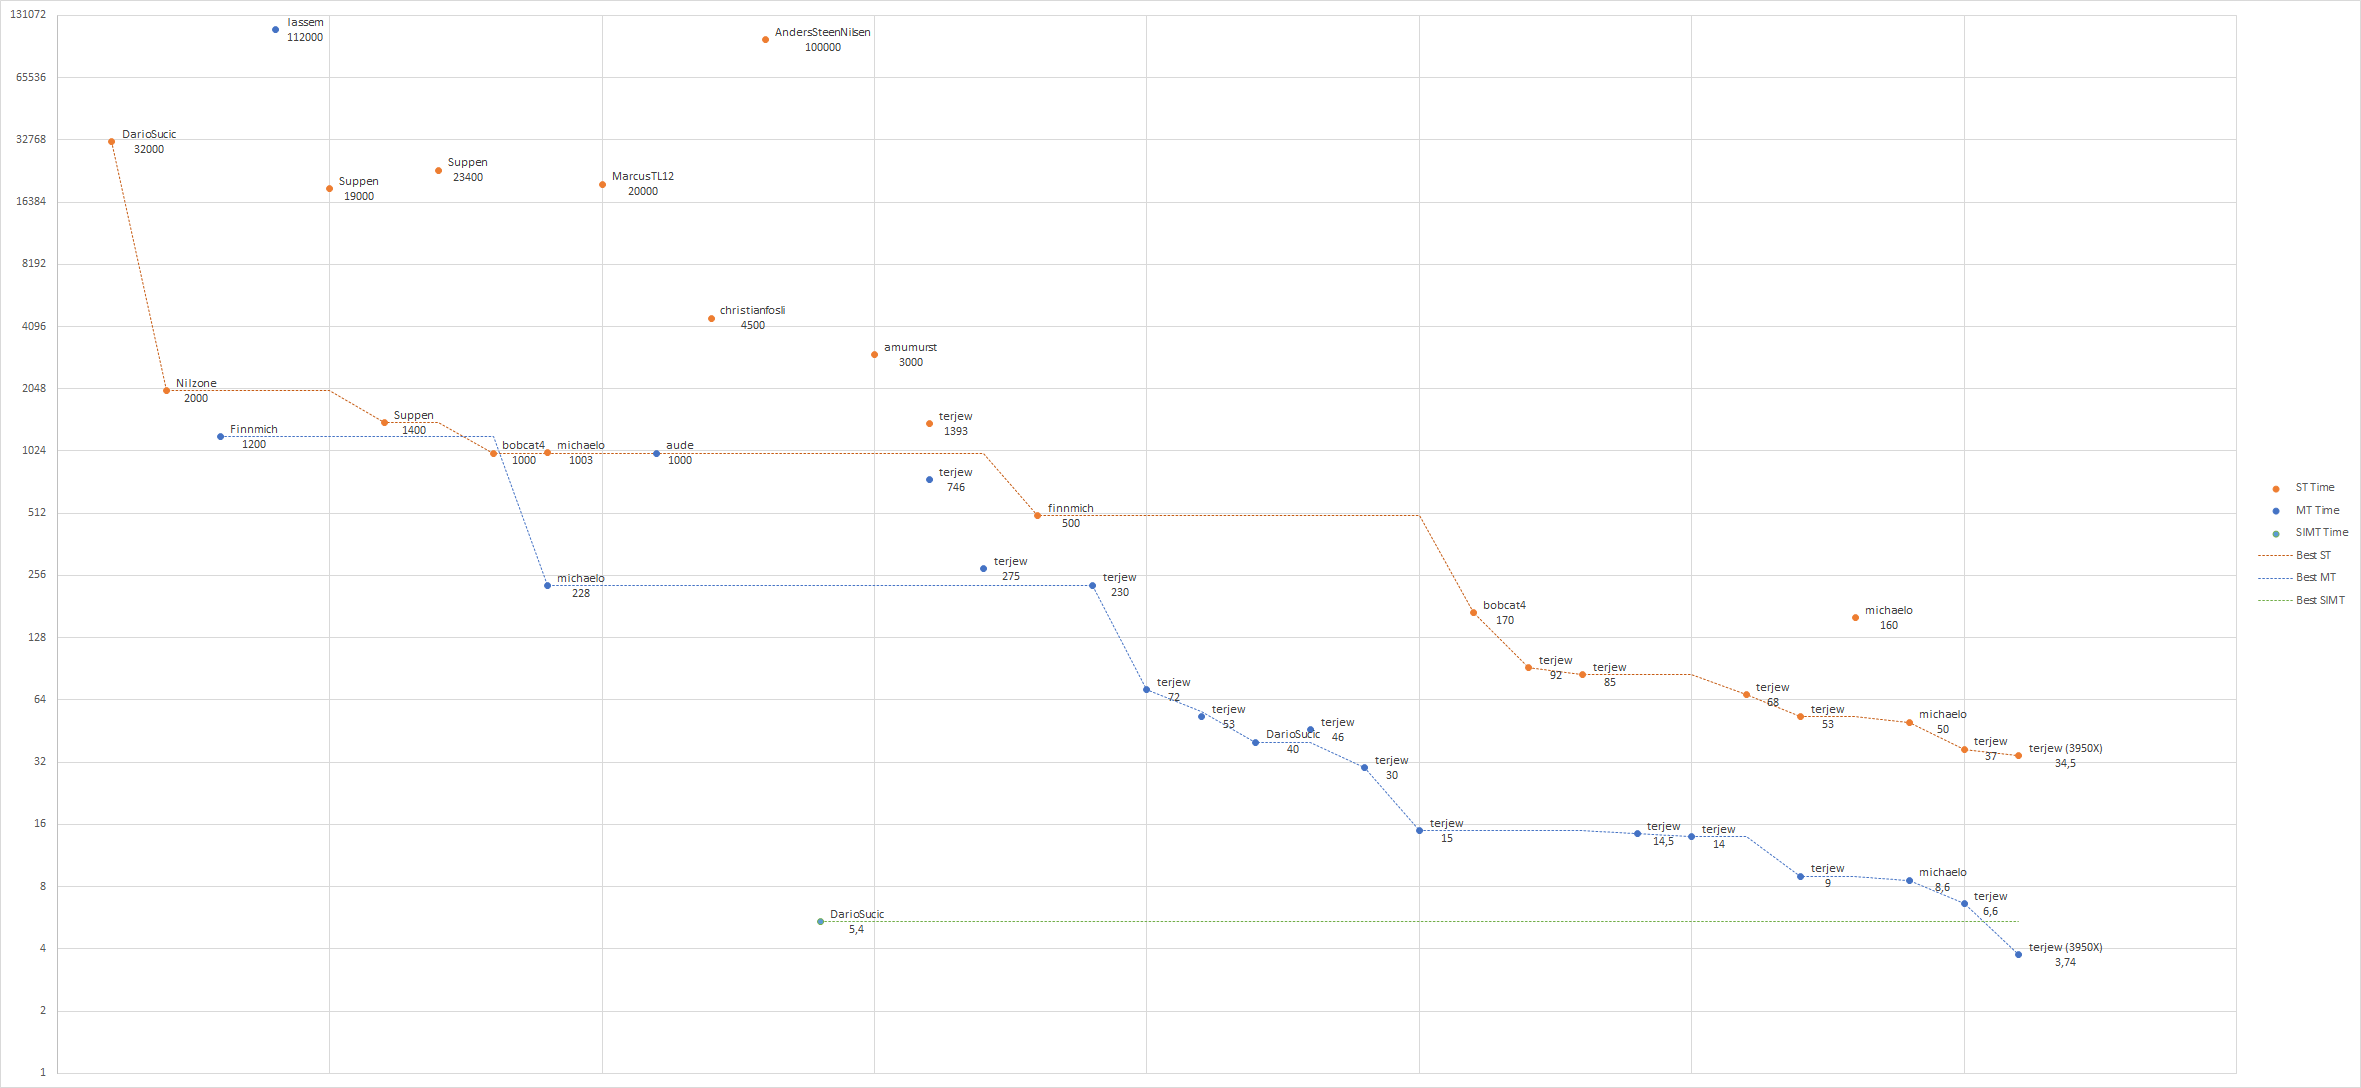 131072
65536
32768
16384
8192
4096
2048
1024
512
256
128
64
32
16
8
4
2
1
lassem
112000
AndersSteenNilsen
100000
DarioSucic
32000
Suppen
23400
MarcusTL12
20000
Suppen
19000
christianfosli
4500
amumurst
3000
Nilzone
2000
Suppen
1400
terjew
1393
Finnmich
1200
bobcat4
1000
michaelo
1003
aude
1000
terjew
746
finnmich
500
terjew
275
michaelo
228
terjew
230
bobcat4
170
michaelo
160
terjew
92
terjew
85
terjew
72
terjew
68
terjew
53
terjew
53
michaelo
50
DarioSucic
40
terjew
46
terjew
37
terjew (3950X)
34,5
terjew
30
terjew
15
terjew
14,5
terjew
14
terjew
9
michaelo
8,6
terjew
6,6
DarioSucic
5,4
terjew (3950X)
3,74
ST Time
MT Time
SIMT Time
Best ST
Best MT
Best SIMT